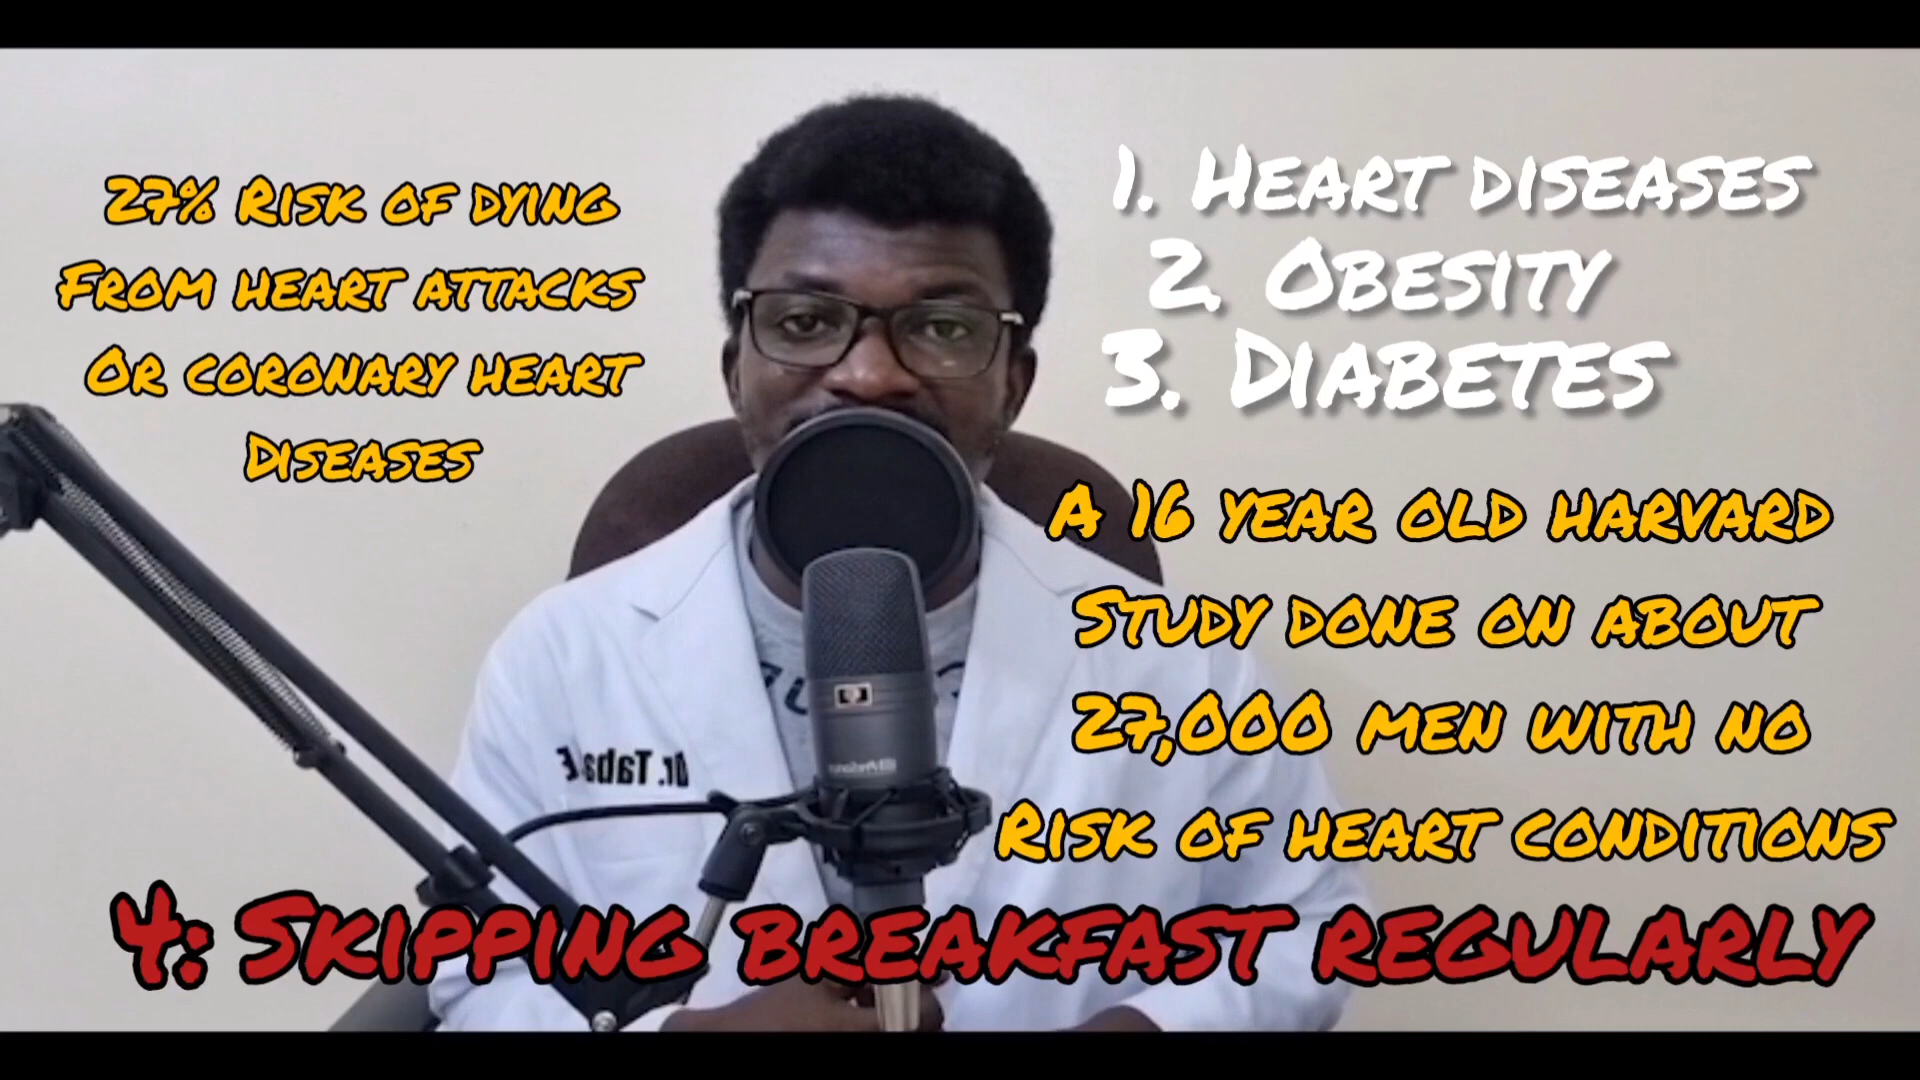 27% Risk of dying
From heart attacks
Or coronary heart
Diseases
1. Heart diseases
2. Obesity
3. Diabetes
A 16 year old harvard
Study done on about
27,000 men with no
Risk of heart conditions
Dr. Taba E
4: Skipping breakfast regularly